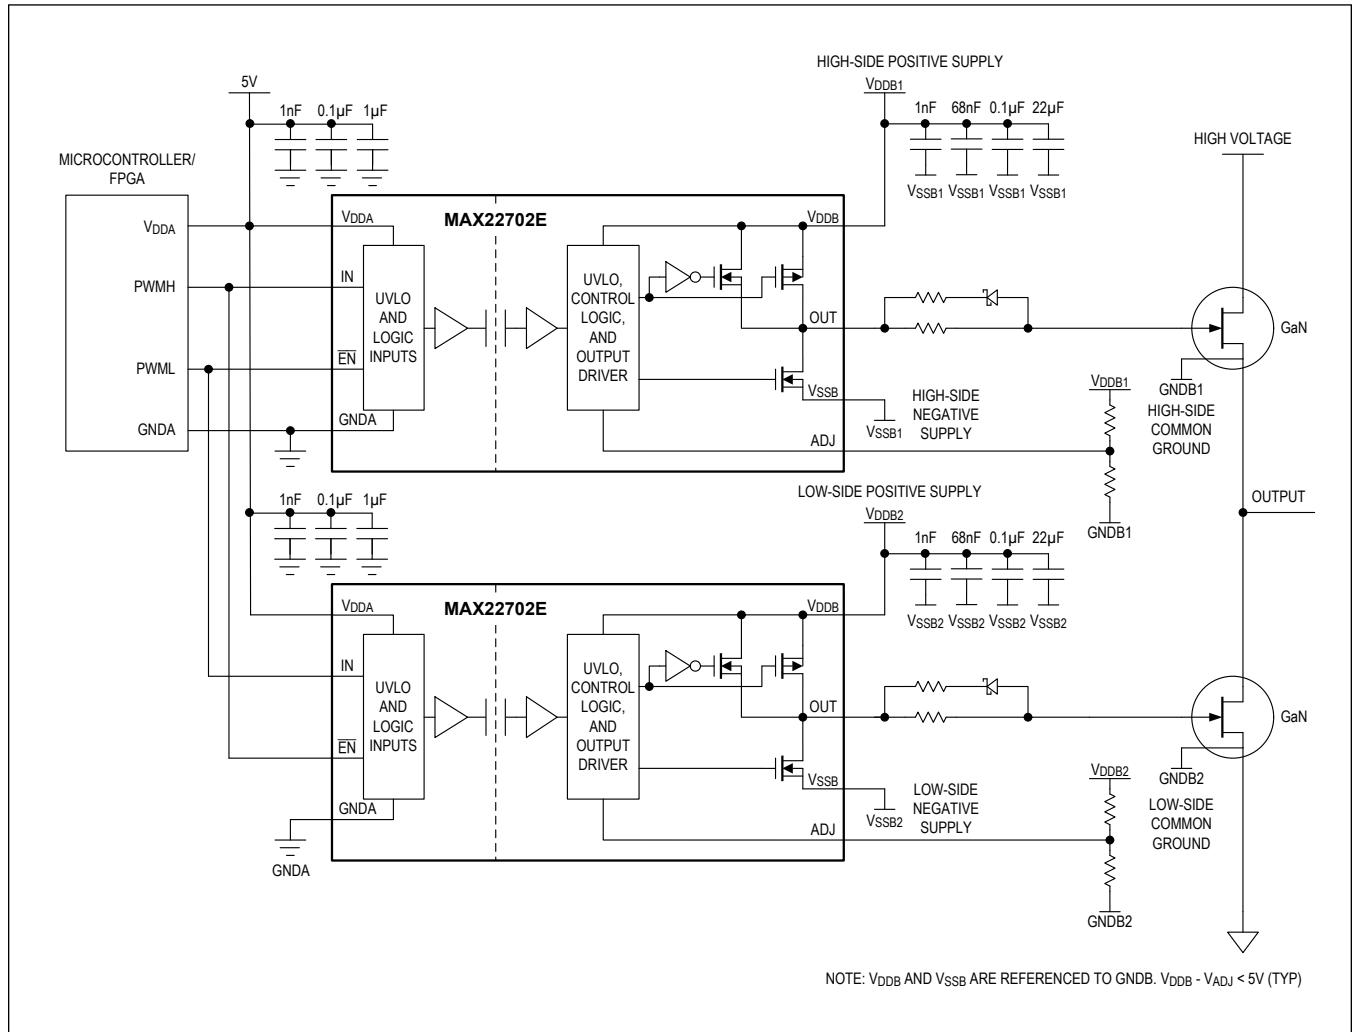 HIGH-SIDE POSITIVE SUPPLY
5V
VDDB1
1nF 0.1µF 1µF
1nF 68nF 0.1µF 22µF
HIGH VOLTAGE
MICROCONTROLLER/
FPGA
VSSB1 VSSB1 VSSB1 VSSB1
VDDA
VDDA
MAX22702E
VDDB
PWMH
IN
UVLO
AND
LOGIC
INPUTS
UVLO,
CONTROL
LOGIC,
AND
OUTPUT
DRIVER
OUT
GaN
PWML
EN
VSSB
VDDB1
GNDB1
HIGH-SIDE
COMMON
GROUND
HIGH-SIDE
NEGATIVE
SUPPLY
GNDA
GNDA
VSSB1
ADJ
1nF 0.1µF 1µF
LOW-SIDE POSITIVE SUPPLY
OUTPUT
VDDB2
GNDB1
1nF 68nF 0.1µF 22µF
VDDA
MAX22702E
VDDB
VSSB2 VSSB2 VSSB2 VSSB2
IN
UVLO
AND
LOGIC
INPUTS
UVLO,
CONTROL
LOGIC,
AND
OUTPUT
DRIVER
OUT
GaN
EN
VSSB
VDDB2
GNDB2
LOW-SIDE
COMMON
GROUND
LOW-SIDE
NEGATIVE
SUPPLY
GNDA
VSSB2
ADJ
GNDA
GNDB2
NOTE: VDDB AND VSSB ARE REFERENCED TO GNDB. VDDB - VADJ < 5V (TYP)